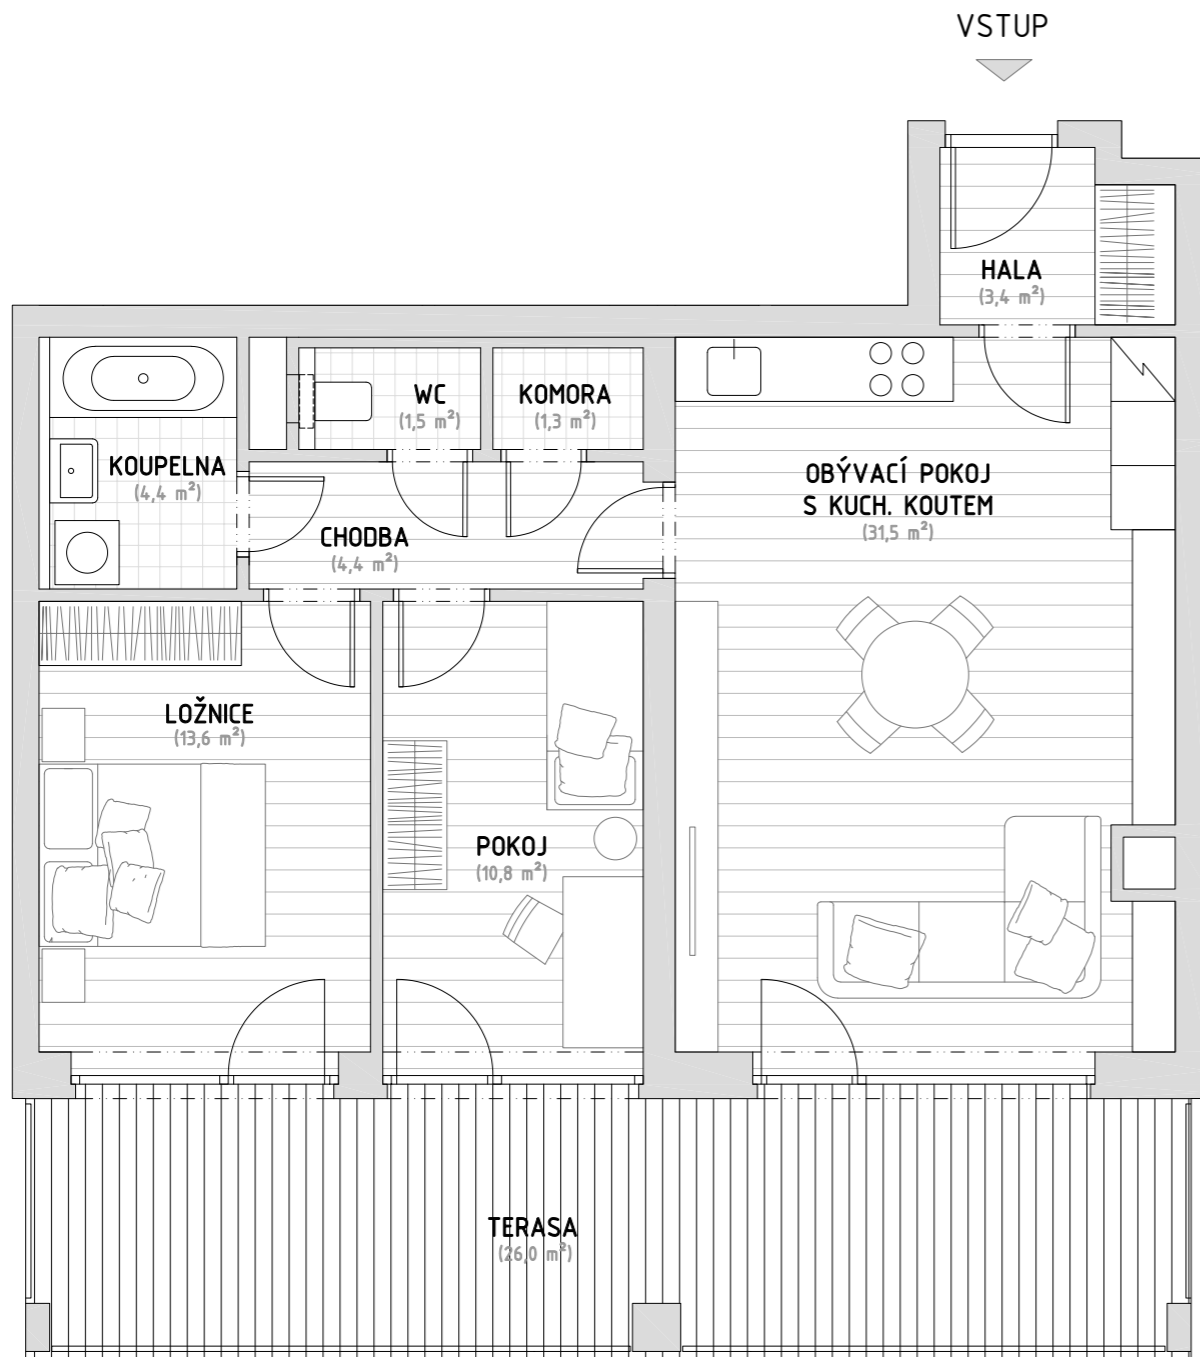 VSTUP
HALA
(3,4 m²)
WC
(1,5 m²)
KOMORA
(1,3 m²)
KOUPELNA
(4,4 m²)
OBÝVACÍ POKOJ
S KUCH. KOUTEM
(31,5 m²)
CHODBA
(4,4 m²)
LOŽNICE
(13,6 m²)
POKOJ
(10,8 m²)
TERASA
(26,0 m²)